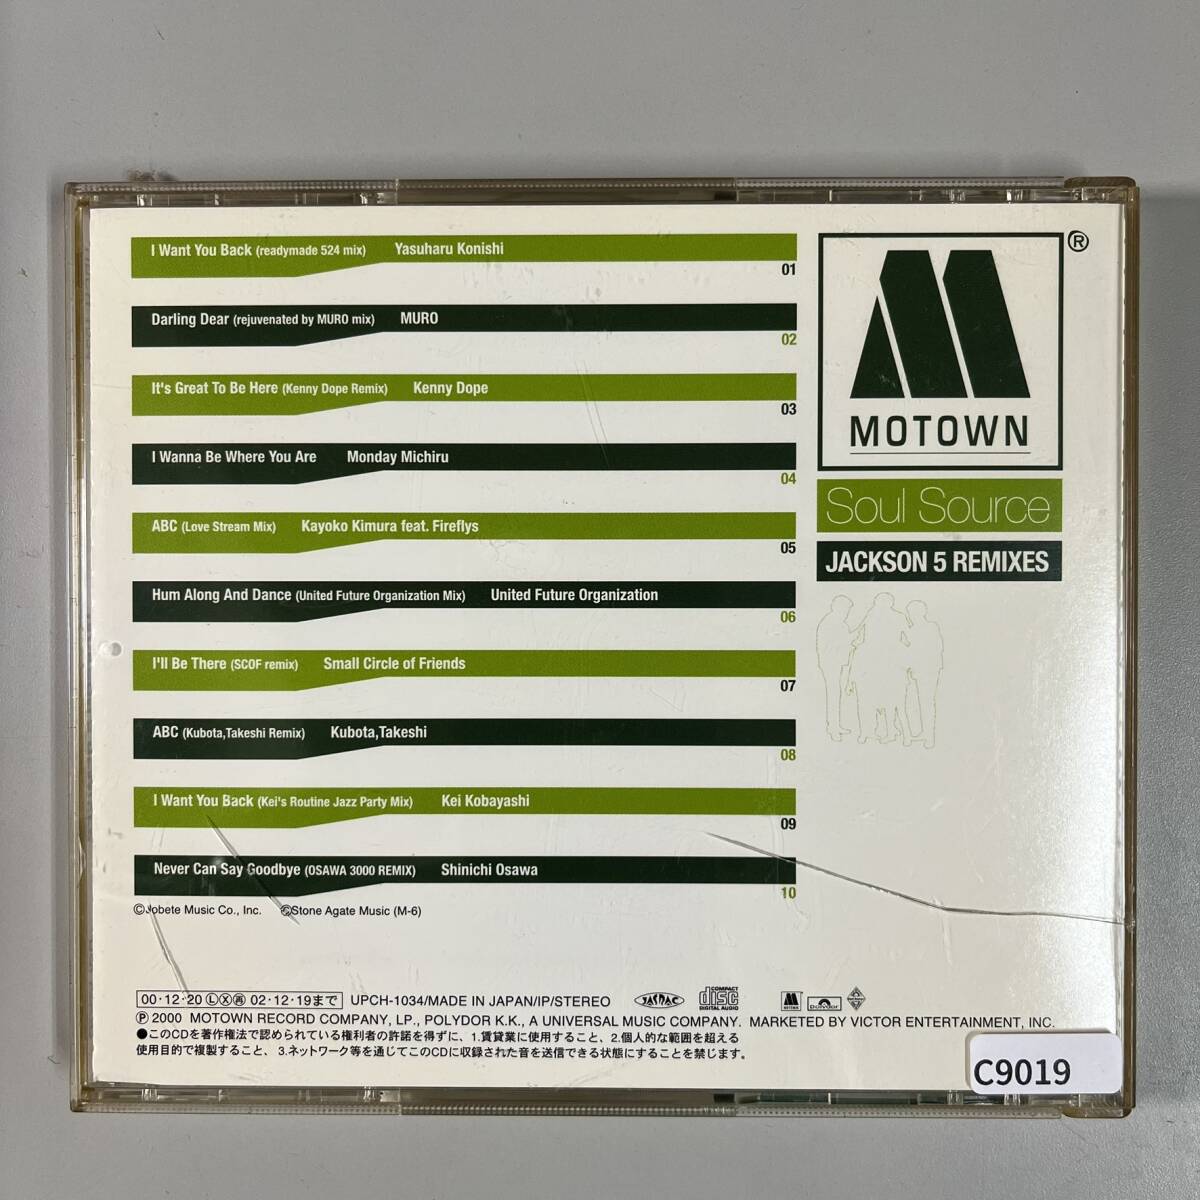 I Want You Back (readymade 524 mix) Yasuharu Konishi
01
Darling Dear (rejuvenated by MURO mix) MURO
02
It's Great To Be Here (Kenny Dope Remix) Kenny Dope
03
I Wanna Be Where You Are Monday Michiru
04
ABC (Love Stream Mix) Kayoko Kimura feat. Fireflys
05
Hum Along And Dance (United Future Organization Mix) United Future Organization
06
I'll Be There (SCOF remix) Small Circle of Friends
07
ABC (Kubota,Takeshi Remix) Kubota,Takeshi
08
I Want You Back (Kei's Routine Jazz Party Mix) Kei Kobayashi
09
Never Can Say Goodbye (OSAWA 3000 REMIX) Shinichi Osawa
10
©Jobete Music Co., Inc. ©Stone Agate Music (M-6)
®
MOTOWN
Soul Source
JACKSON 5 REMIXES
00・12・20 Ⓛ Ⓧ ㊢ 02・12・19まで UPCH-1034/MADE IN JAPAN/IP/STEREO JASRAC COMPACT disc DIGITAL AUDIO MOTOWN polydor
Ⓟ 2000 MOTOWN RECORD COMPANY, LP., POLYDOR K.K., A UNIVERSAL MUSIC COMPANY. MARKETED BY VICTOR ENTERTAINMENT, INC.
●このCDを著作権法で認められている権利者の許諾を得ずに、1.賃貸業に使用すること、2.個人的な範囲を超える
使用目的で複製すること、3.ネットワーク等を通じてこのCDに収録された音を送信できる状態にすることを禁じます。
C9019